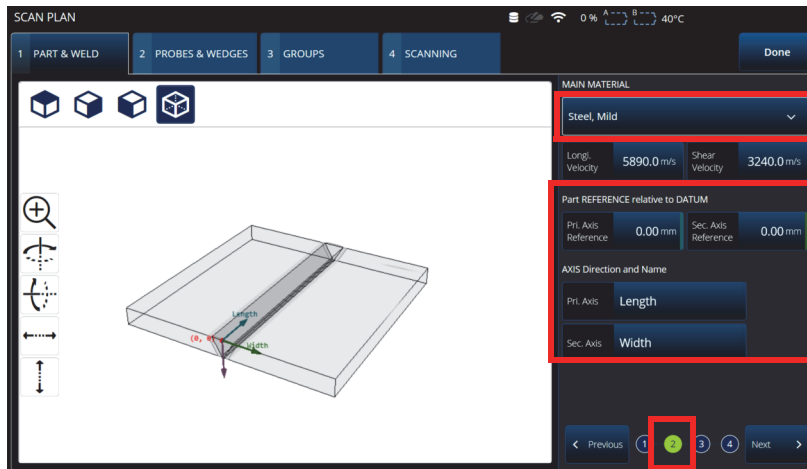 SCAN PLAN
0 % A B 40°C
1 PART & WELD 2 PROBES & WEDGES 3 GROUPS 4 SCANNING Done
MAIN MATERIAL
Steel, Mild
Longi. Velocity 5890.0 m/s Shear Velocity 3240.0 m/s
Part REFERENCE relative to DATUM
Pri. Axis Reference 0.00 mm Sec. Axis Reference 0.00 mm
AXIS Direction and Name
Pri. Axis Length
Sec. Axis Width
Length
(0, 0)
Width
Previous 1 2 3 4 Next